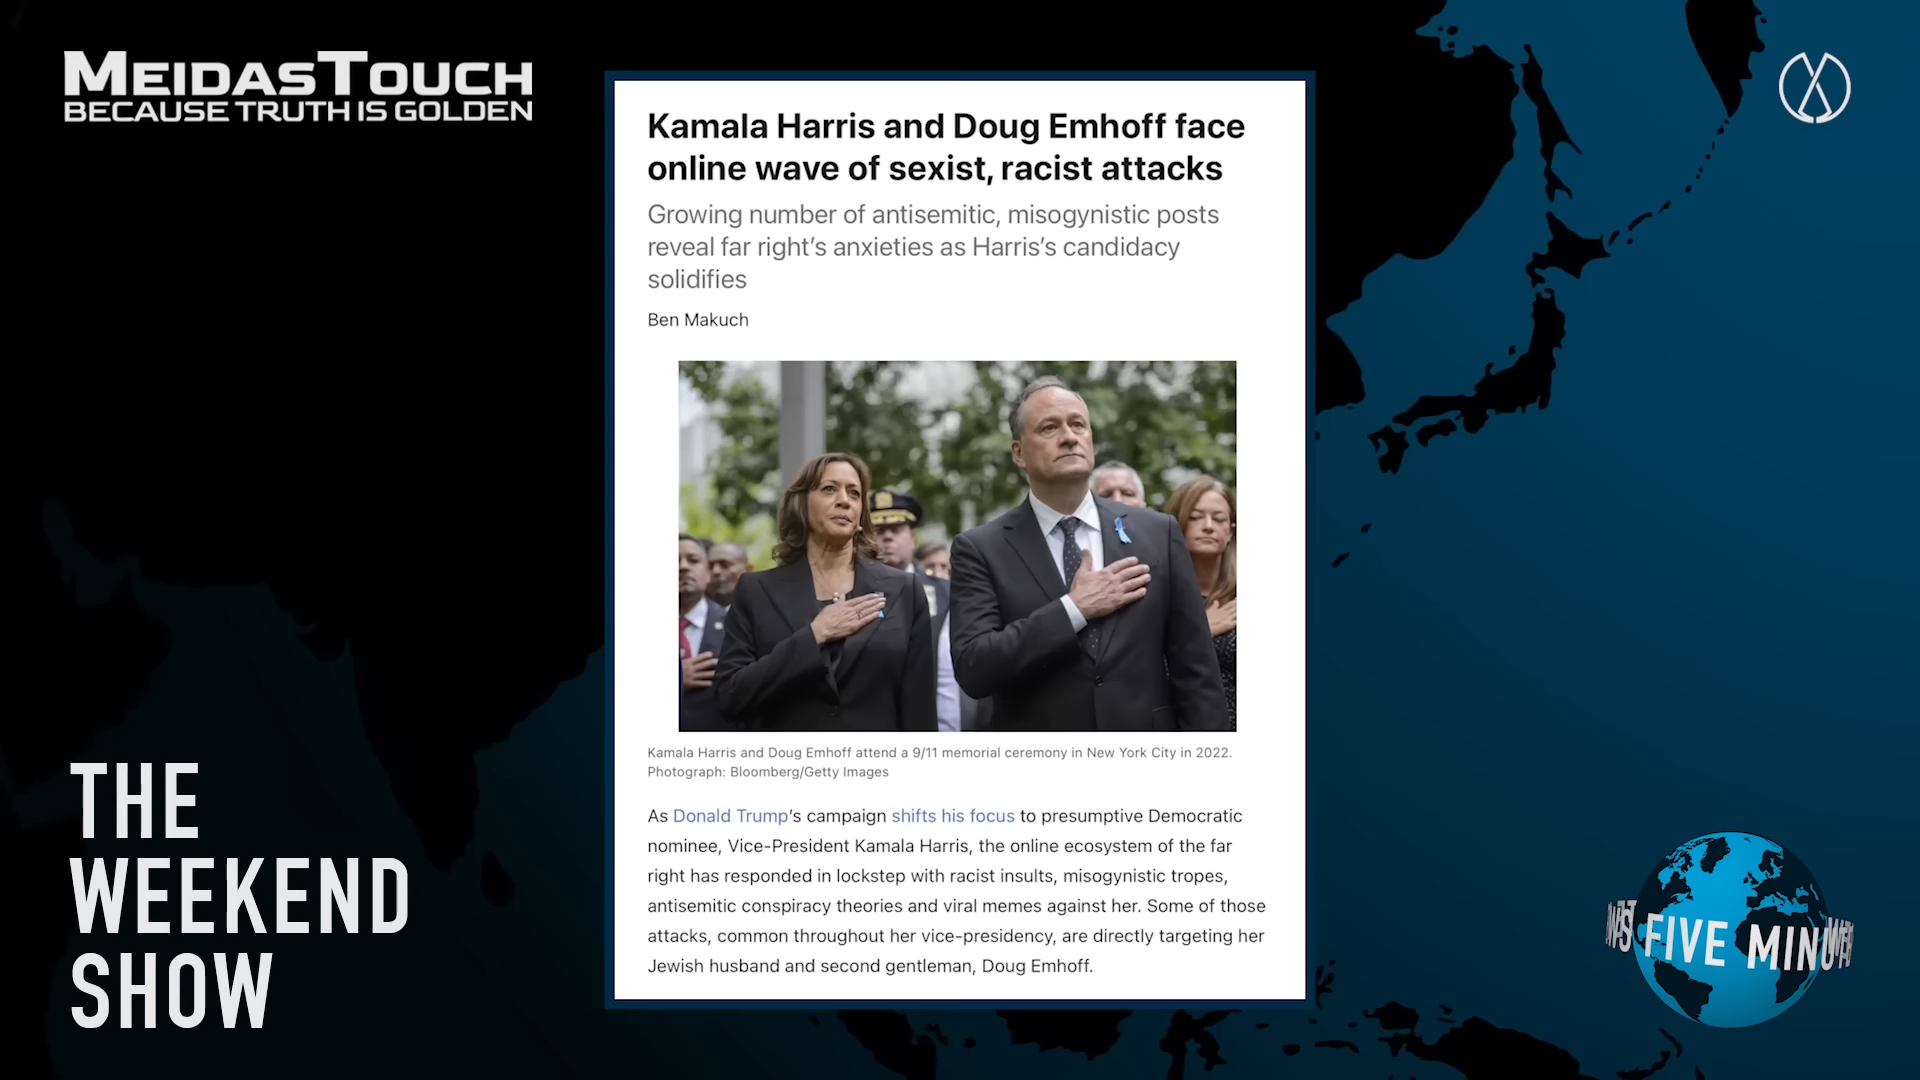 MEIDASTOUCH
BECAUSE TRUTH IS GOLDEN
Kamala Harris and Doug Emhoff face
online wave of sexist, racist attacks
Growing number of antisemitic, misogynistic posts
reveal far right's anxieties as Harris's candidacy
solidifies
Ben Makuch
Kamala Harris and Doug Emhoff attend a 9/11 memorial ceremony in New York City in 2022.
Photograph: Bloomberg/Getty Images
As Donald Trump's campaign shifts his focus to presumptive Democratic
nominee, Vice-President Kamala Harris, the online ecosystem of the far
right has responded in lockstep with racist insults, misogynistic tropes,
antisemitic conspiracy theories and viral memes against her. Some of those
attacks, common throughout her vice-presidency, are directly targeting her
Jewish husband and second gentleman, Doug Emhoff.
THE
WEEKEND
SHOW
FIVE MINU